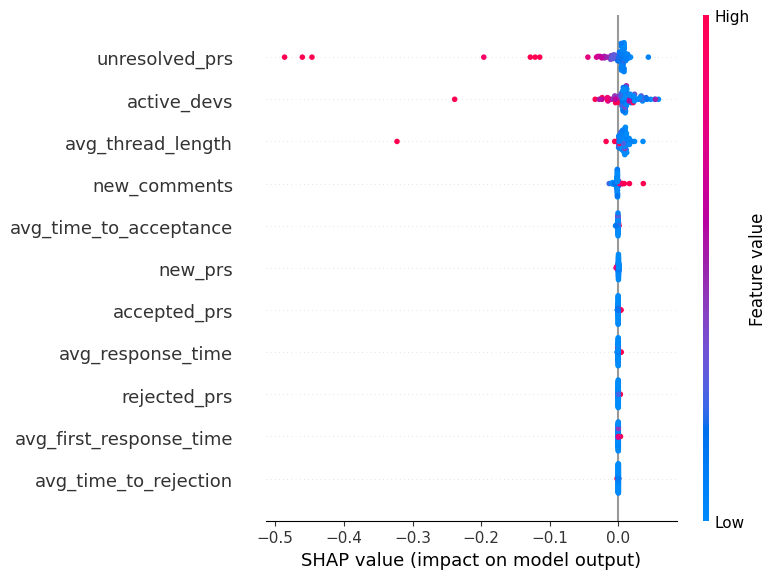 High
unresolved_prs
active_devs
avg_thread_length
new_comments
avg_time_to_acceptance
new_prs
accepted_prs
avg_response_time
rejected_prs
avg_first_response_time
avg_time_to_rejection
Feature value
Low
−0.5 −0.4 −0.3 −0.2 −0.1 0.0
SHAP value (impact on model output)